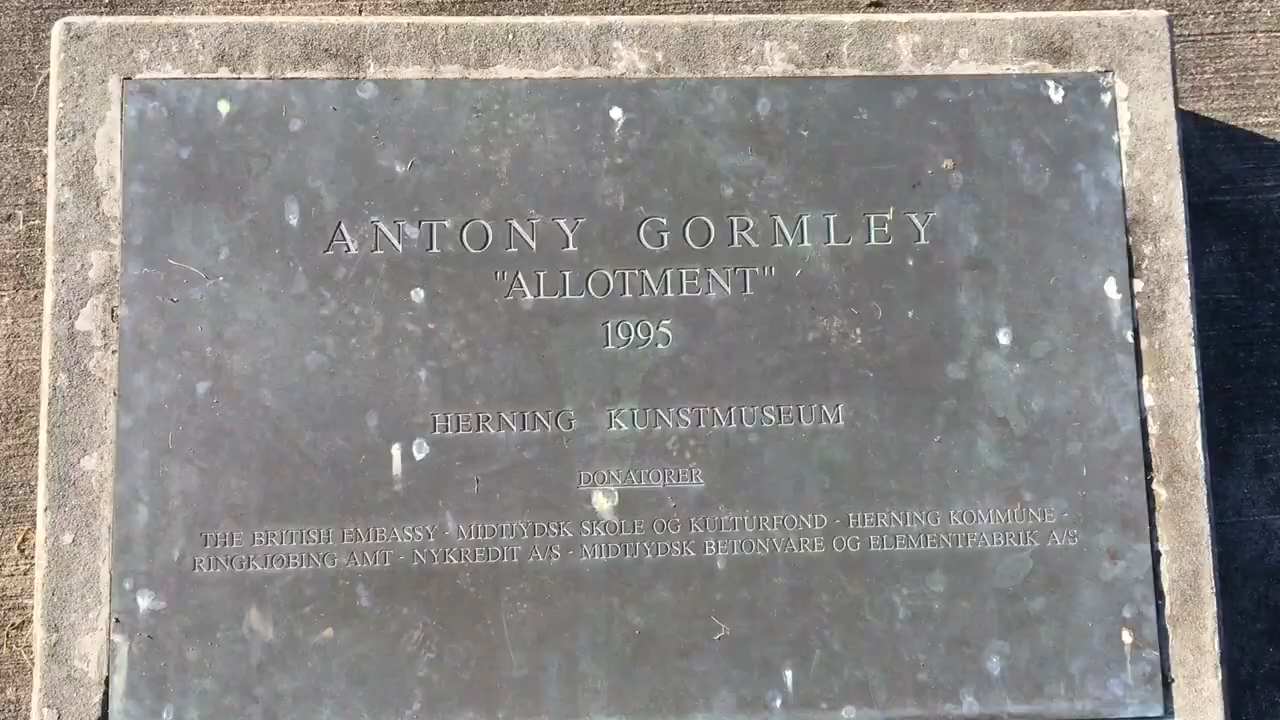 ANTONY GORMLEY
"ALLOTMENT"
1995
HERNING KUNSTMUSEUM
DONATORER
THE BRITISH EMBASSY - MIDTJYDSK SKOLE OG KULTURFOND - HERNING KOMMUNE -
RINGKJØBING AMT - NYKREDIT A/S - MIDTJYDSK BETONVARE OG ELEMENTFABRIK A/S